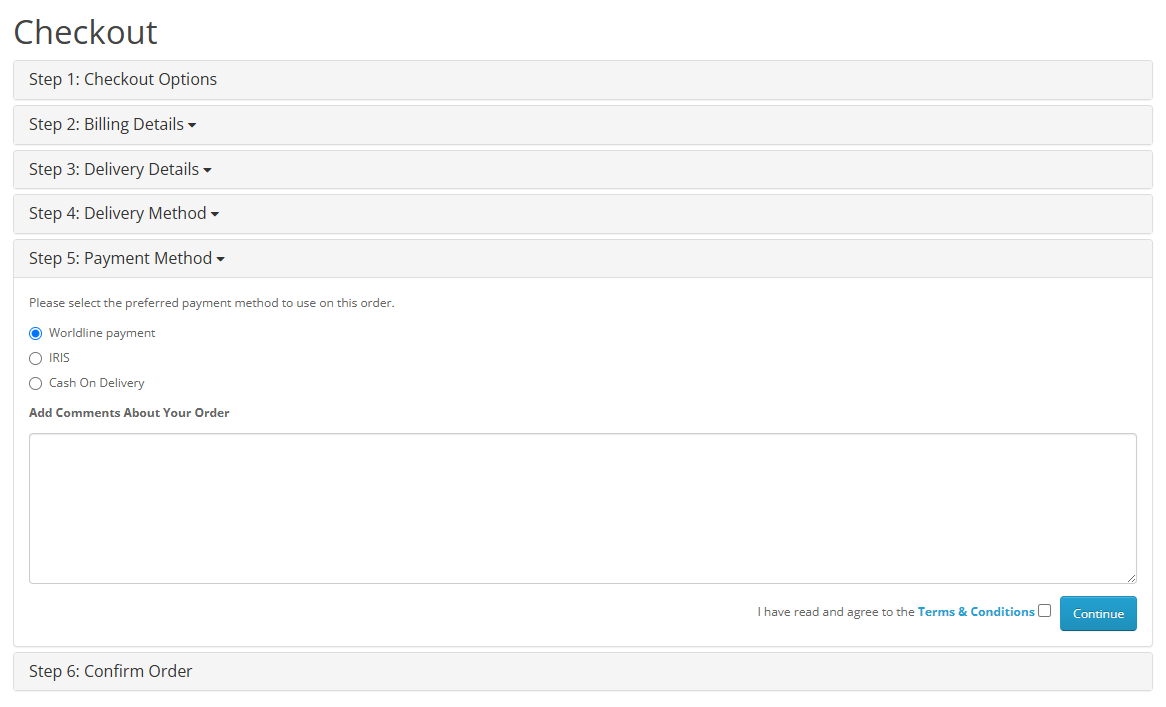 Checkout
Step 1: Checkout Options
Step 2: Billing Details
Step 3: Delivery Details
Step 4: Delivery Method
Step 5: Payment Method
Please select the preferred payment method to use on this order.
Worldline payment
IRIS
Cash On Delivery
Add Comments About Your Order
I have read and agree to the Terms & Conditions Continue
Step 6: Confirm Order